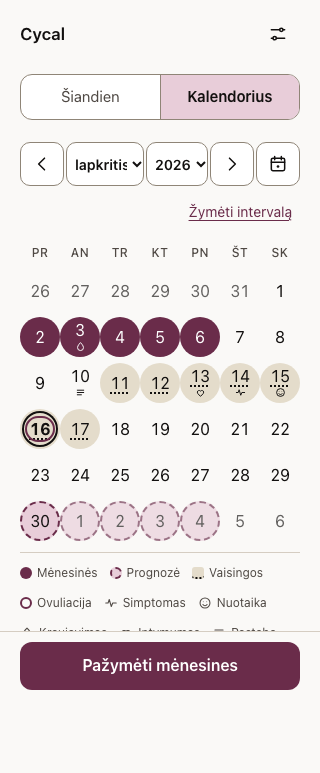 Cycal
Šiandien Kalendorius
lapkritis 2026
Žymėti intervalą
PR AN TR KT PN ŠT SK
26 27 28 29 30 31 1
2 3 4 5 6 7 8
9 10 11 12 13 14 15
16 17 18 19 20 21 22
23 24 25 26 27 28 29
30 1 2 3 4 5 6
Mėnesinės Prognozė Vaisingos
Ovuliacija Simptomas Nuotaika
Pažymėti mėnesines